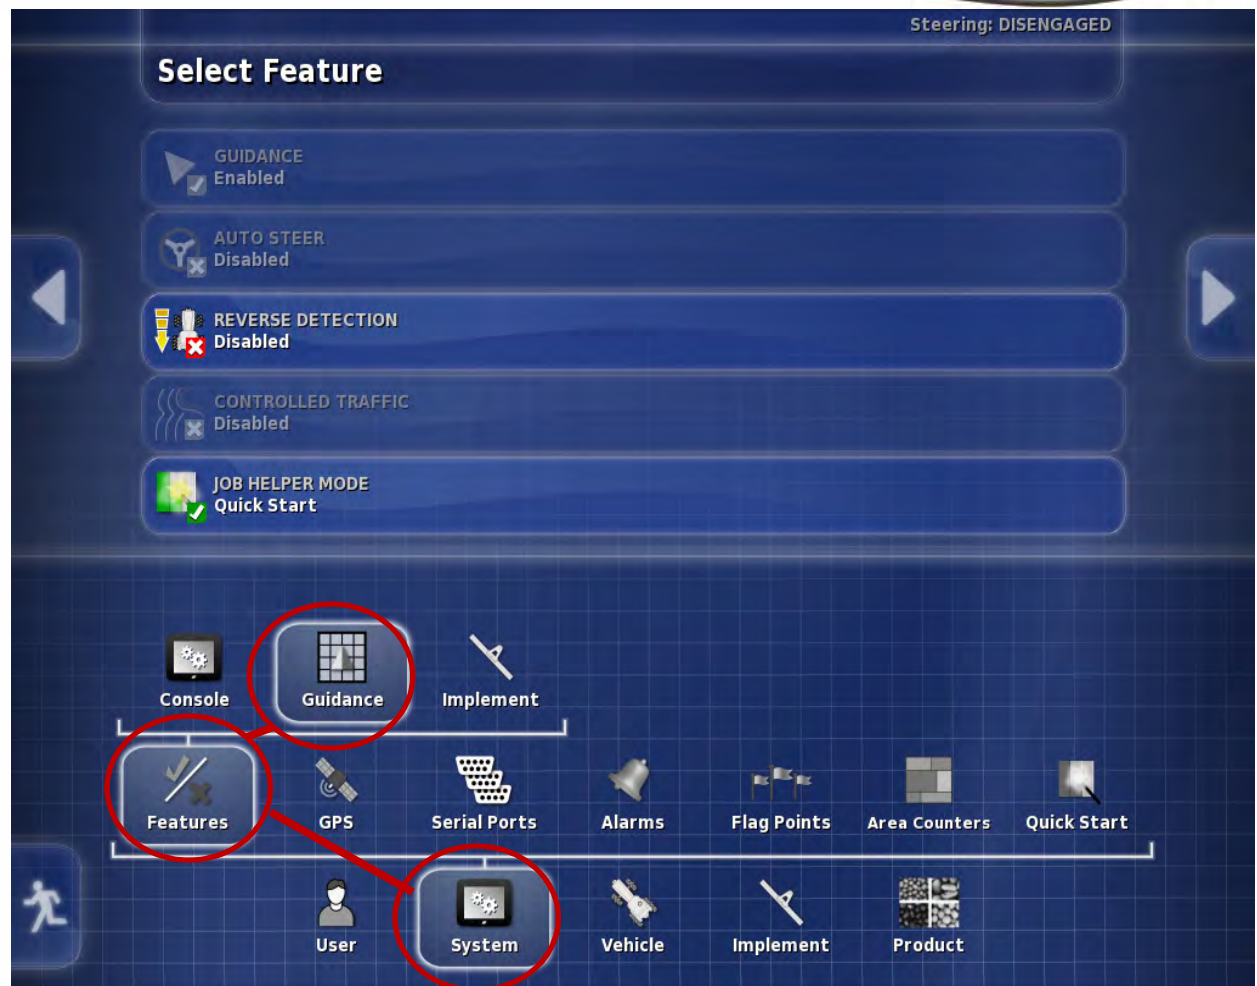 Steering: DISENGAGED
Select Feature
GUIDANCE
Enabled
AUTO STEER
Disabled
REVERSE DETECTION
Disabled
CONTROLLED TRAFFIC
Disabled
JOB HELPER MODE
Quick Start
Console Guidance Implement
Features GPS Serial Ports Alarms Flag Points Area Counters Quick Start
User System Vehicle Implement Product